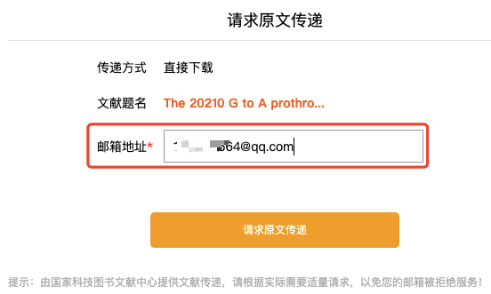 请求原文传递
传递方式 直接下载
文献题名 The 20210 G to A prothro...
邮箱地址* 64@qq.com
请求原文传递
提示：由国家科技图书文献中心提供文献传递，请根据实际需要适量请求，以免您的邮箱被拒绝服务！